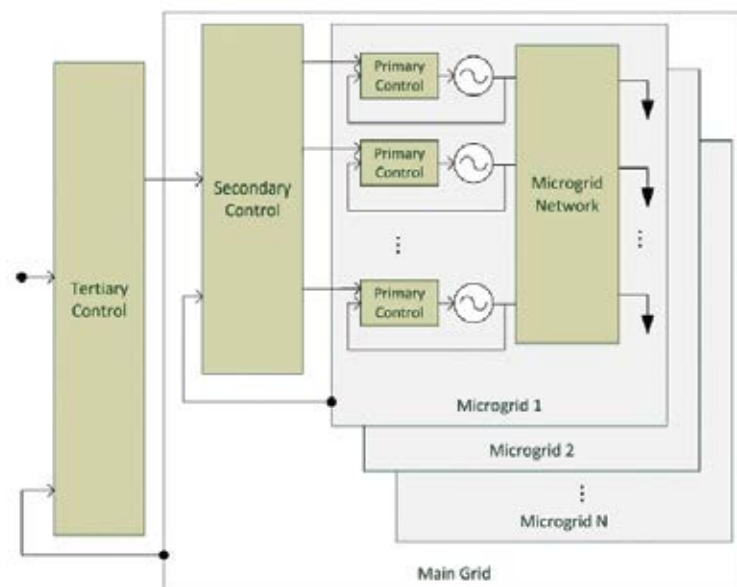 Tertiary
Control
Secondary
Control
Primary
Control
Primary
Control
⋮
Primary
Control
Microgrid
Network
⋮
Microgrid 1
Microgrid 2
⋮
Microgrid N
Main Grid